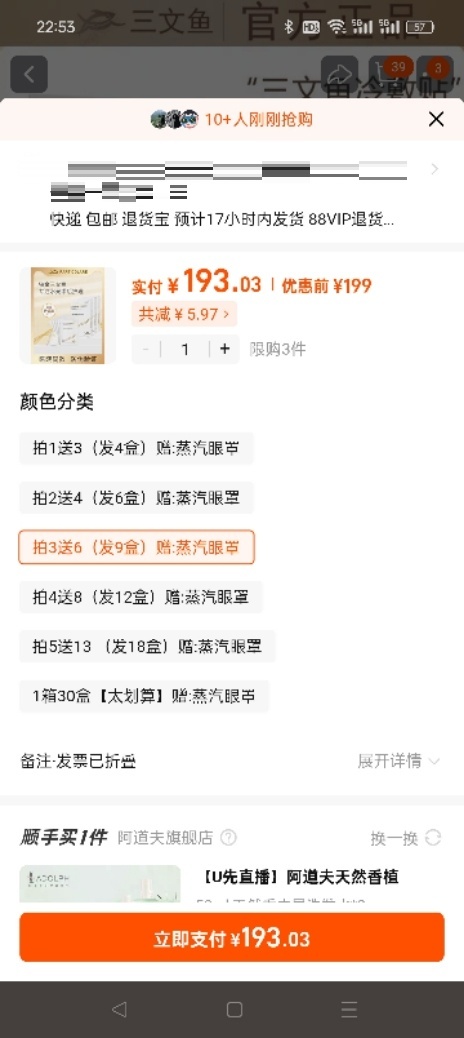 22:53
HD
57
三文鱼
官方正品
39
3
“三文鱼冷敷贴”
10+人刚刚抢购
快递 包邮 退货宝 预计17小时内发货 88VIP退货...
实付¥193.03 优惠前¥199
共减¥5.97 >
- 1 + 限购3件
颜色分类
拍1送3（发4盒）赠:蒸汽眼罩
拍2送4（发6盒）赠:蒸汽眼罩
拍3送6（发9盒）赠:蒸汽眼罩
拍4送8（发12盒）赠:蒸汽眼罩
拍5送13 （发18盒）赠:蒸汽眼罩
1箱30盒【太划算】赠:蒸汽眼罩
备注·发票已折叠
展开详情
顺手买1件 阿道夫旗舰店
换一换
ADOLPH
【U先直播】阿道夫天然香植
立即支付¥193.03